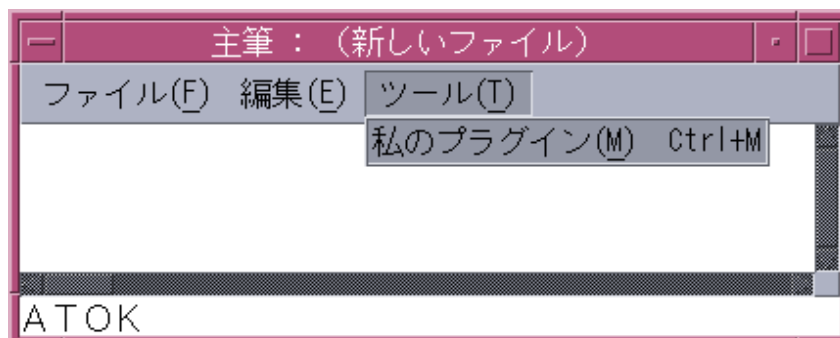 主筆 : （新しいファイル）
ファイル(F) 編集(E) ツール(T)
私のプラグイン(M) Ctrl+M
ＡＴＯＫ